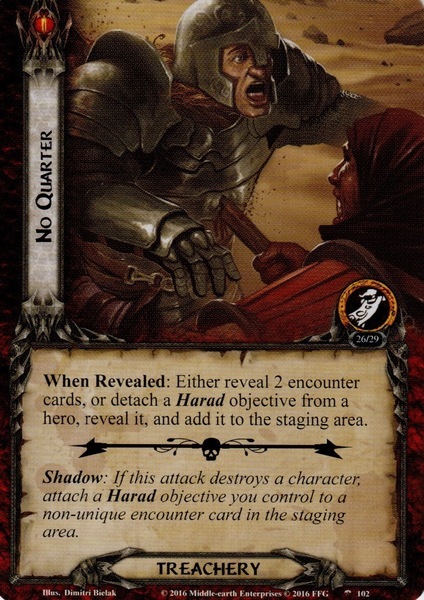 No Quarter
26/29
When Revealed: Either reveal 2 encounter
cards, or detach a Harad objective from a
hero, reveal it, and add it to the staging area.
Shadow: If this attack destroys a character,
attach a Harad objective you control to a
non-unique encounter card in the staging
area.
TREACHERY
Illus. Dimitri Bielak © 2016 Middle-earth Enterprises © 2016 FFG 102